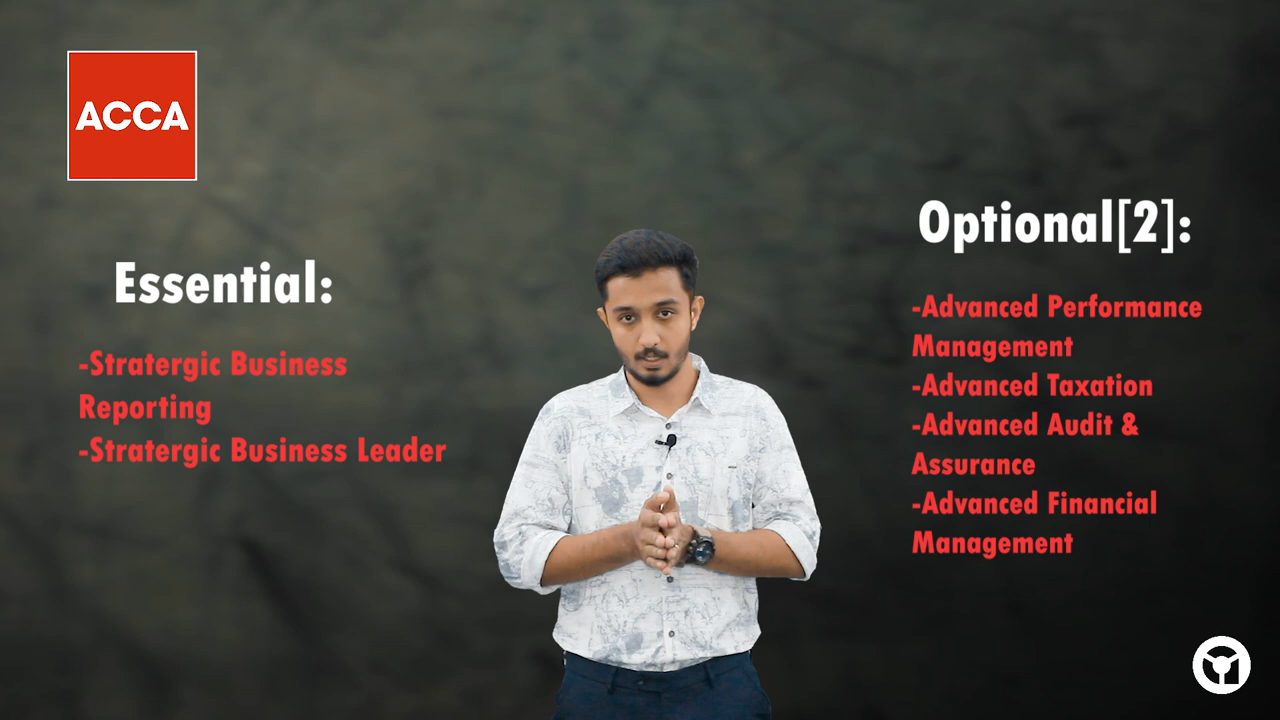 ACCA
Essential:
-Stratergic Business
Reporting
-Stratergic Business Leader
Optional[2]:
-Advanced Performance
Management
-Advanced Taxation
-Advanced Audit &
Assurance
-Advanced Financial
Management